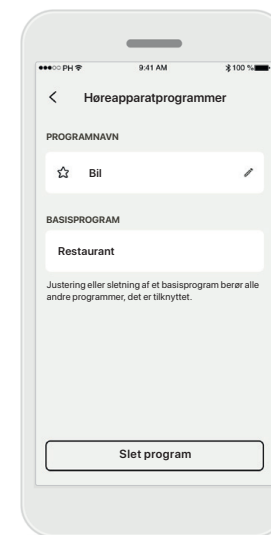 PH 9:41 AM 100 %
Høreapparatprogrammer
PROGRAMNAVN
Bil
BASISPROGRAM
Restaurant
Justering eller sletning af et basisprogram berør alle
andre programmer, det er tilknyttet.
Slet program